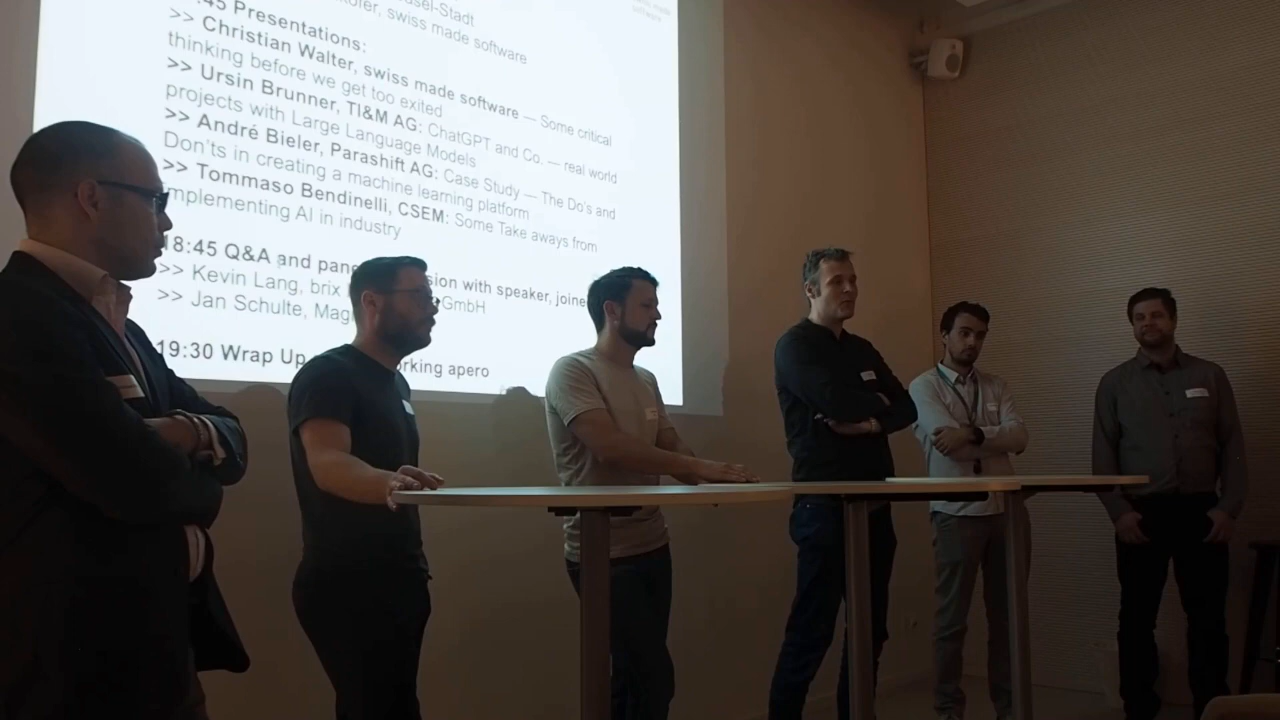 asel-Stadt
ofer, swiss made software
45 Presentations:
>> Christian Walter, swiss made software — Some critical
thinking before we get too exited
>> Ursin Brunner, TI&M AG: ChatGPT and Co. — real world
projects with Large Language Models
>> André Bieler, Parashift AG: Case Study — The Do's and
Don'ts in creating a machine learning platform
>> Tommaso Bendinelli, CSEM: Some Take aways from
mplementing AI in industry
18:45 Q&A and pan sion with speaker, joine
>> Kevin Lang, brix GmbH
>> Jan Schulte, Mag
19:30 Wrap Up orking apero
software